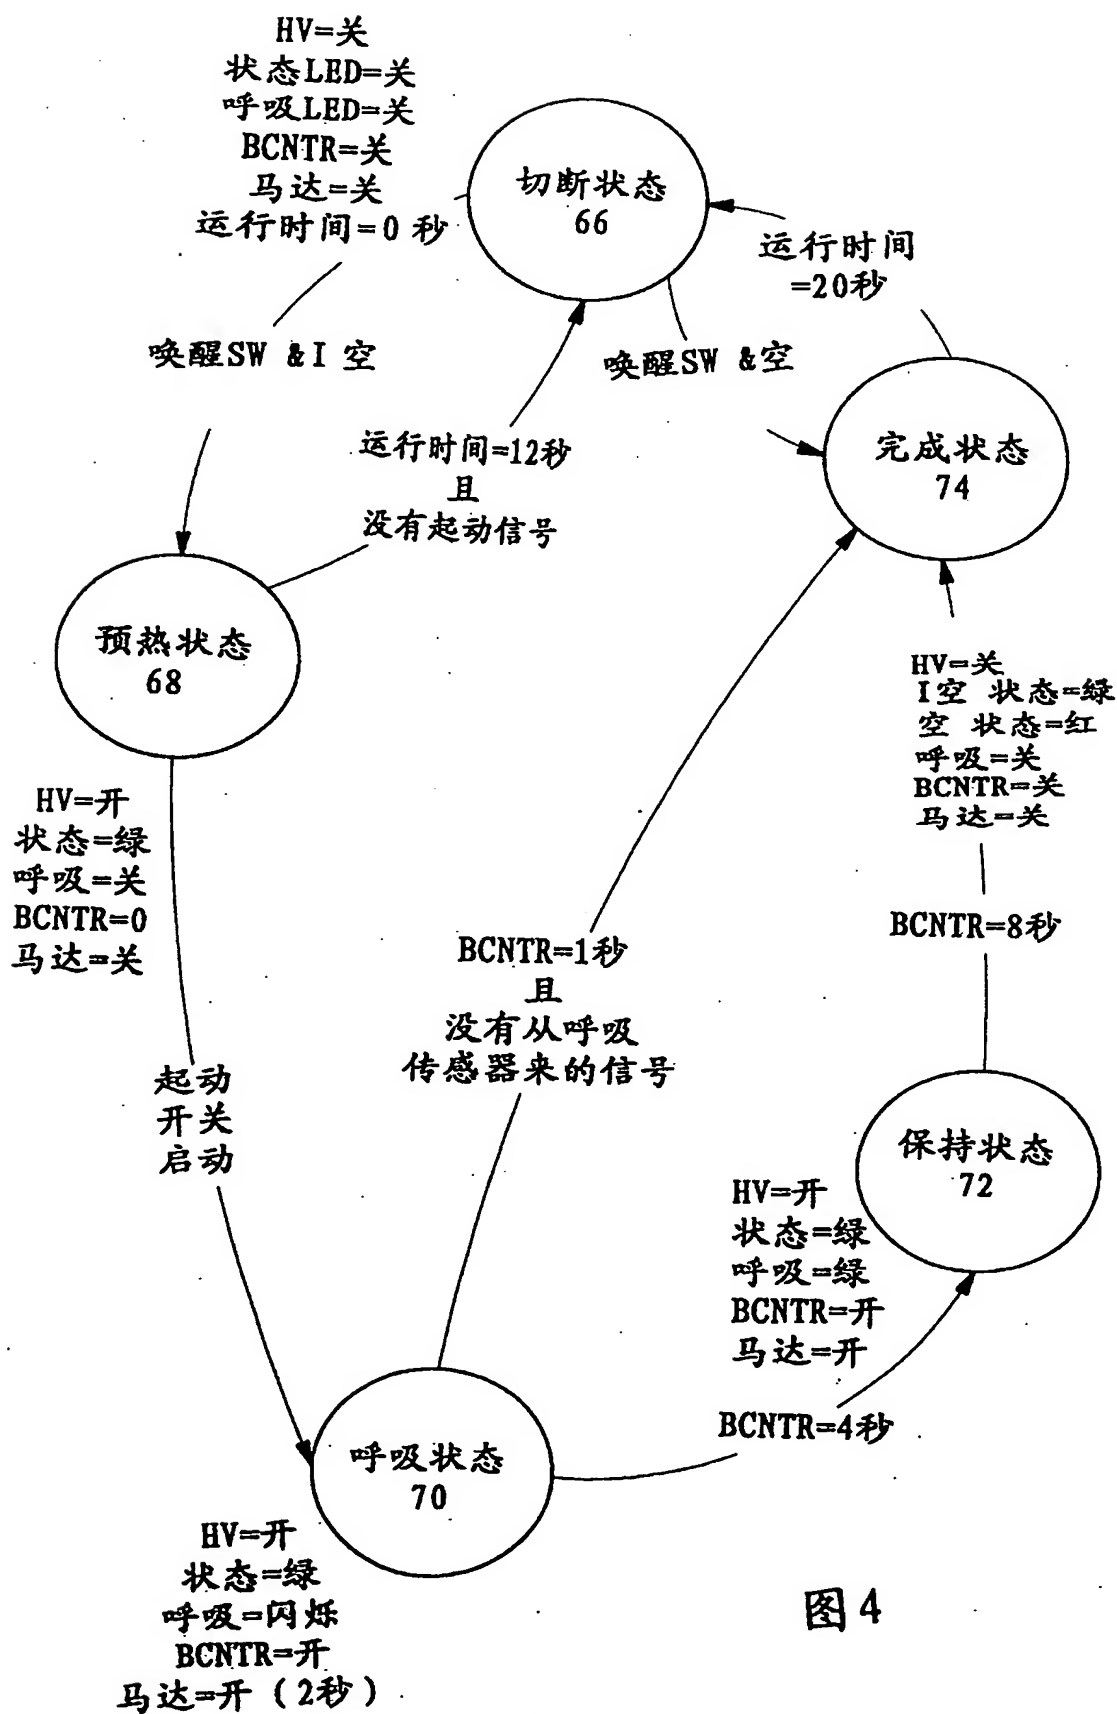 HV=关
状态LED=关
呼吸LED=关
BCNTR=关
马达=关
运行时间=0 秒
切断状态
66
运行时间
=20秒
唤醒SW &I 空
唤醒SW &空
运行时间=12秒
且
没有起动信号
完成状态
74
预热状态
68
HV=关
I空 状态=绿
空 状态=红
呼吸=关
BCNTR=关
马达=关
HV=开
状态=绿
呼吸=关
BCNTR=0
马达=关
BCNTR=8秒
BCNTR=1秒
且
没有从呼吸
传感器来的信号
起动
开关
启动
保持状态
72
HV=开
状态=绿
呼吸=绿
BCNTR=开
马达=开
BCNTR=4秒
呼吸状态
70
HV=开
状态=绿
呼吸=闪烁
BCNTR=开
马达=开（2秒）
图4